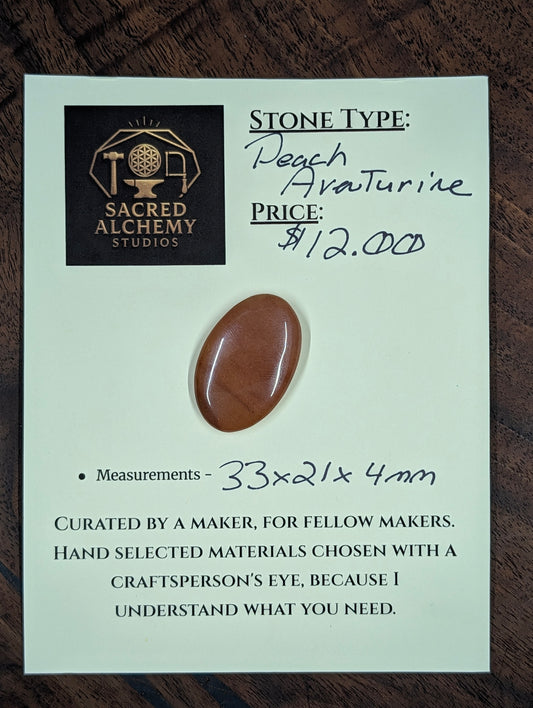 SACRED
ALCHEMY
STUDIOS
STONE TYPE:
Peach
Aventurine
PRICE:
$12.00
• Measurements - 33x21x4mm
CURATED BY A MAKER, FOR FELLOW MAKERS.
HAND SELECTED MATERIALS CHOSEN WITH A
CRAFTSPERSON'S EYE, BECAUSE I
UNDERSTAND WHAT YOU NEED.